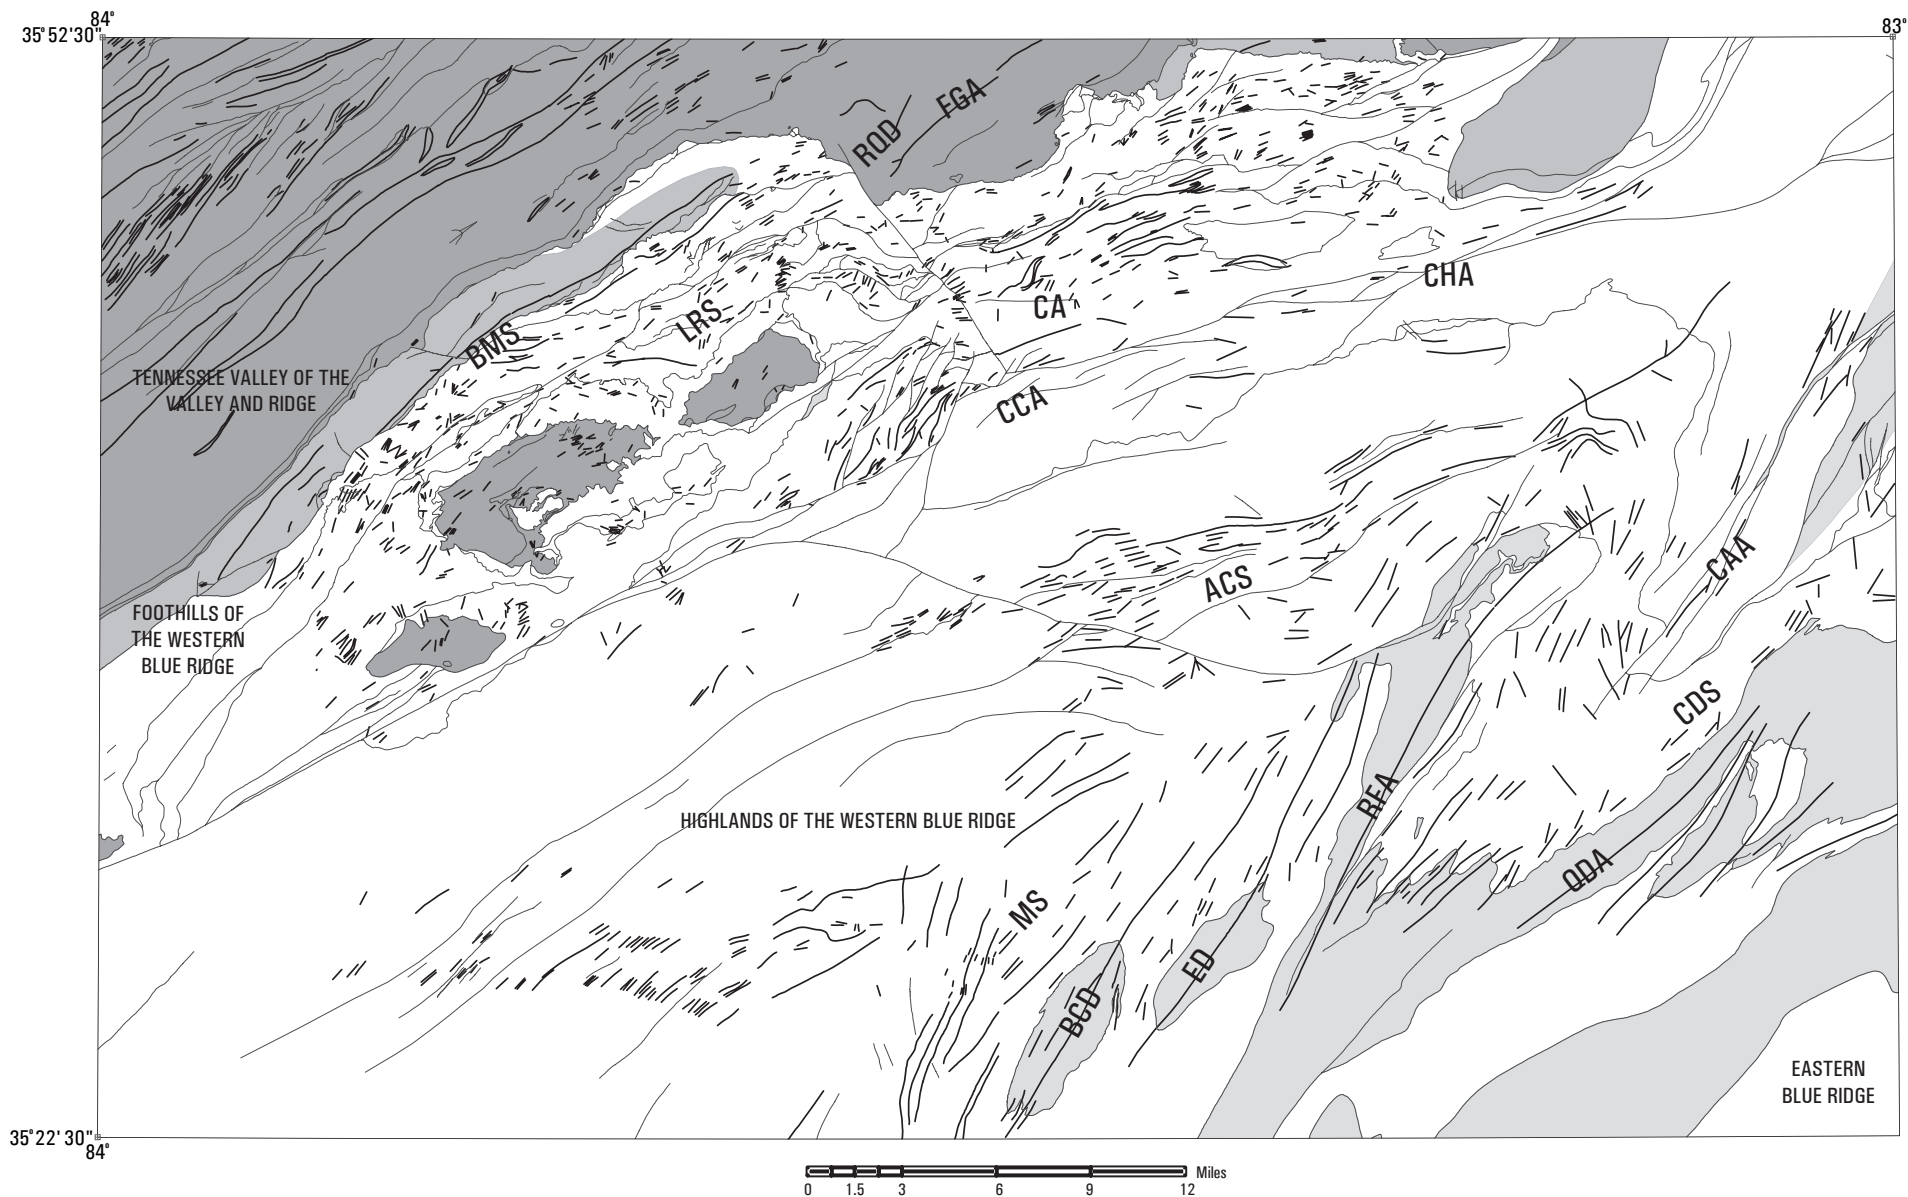 84°
83°
35°52'30"
FGA
RQD
CHA
CA
LRS
BMS
TENNESSEE VALLEY OF THE
VALLEY AND RIDGE
CCA
ACS
CAA
FOOTHILLS OF
THE WESTERN
BLUE RIDGE
CDS
RFA
HIGHLANDS OF THE WESTERN BLUE RIDGE
QDA
MS
ED
BCD
EASTERN
BLUE RIDGE
35°22'30"
84°
Miles
0 1.5 3 6 9 12